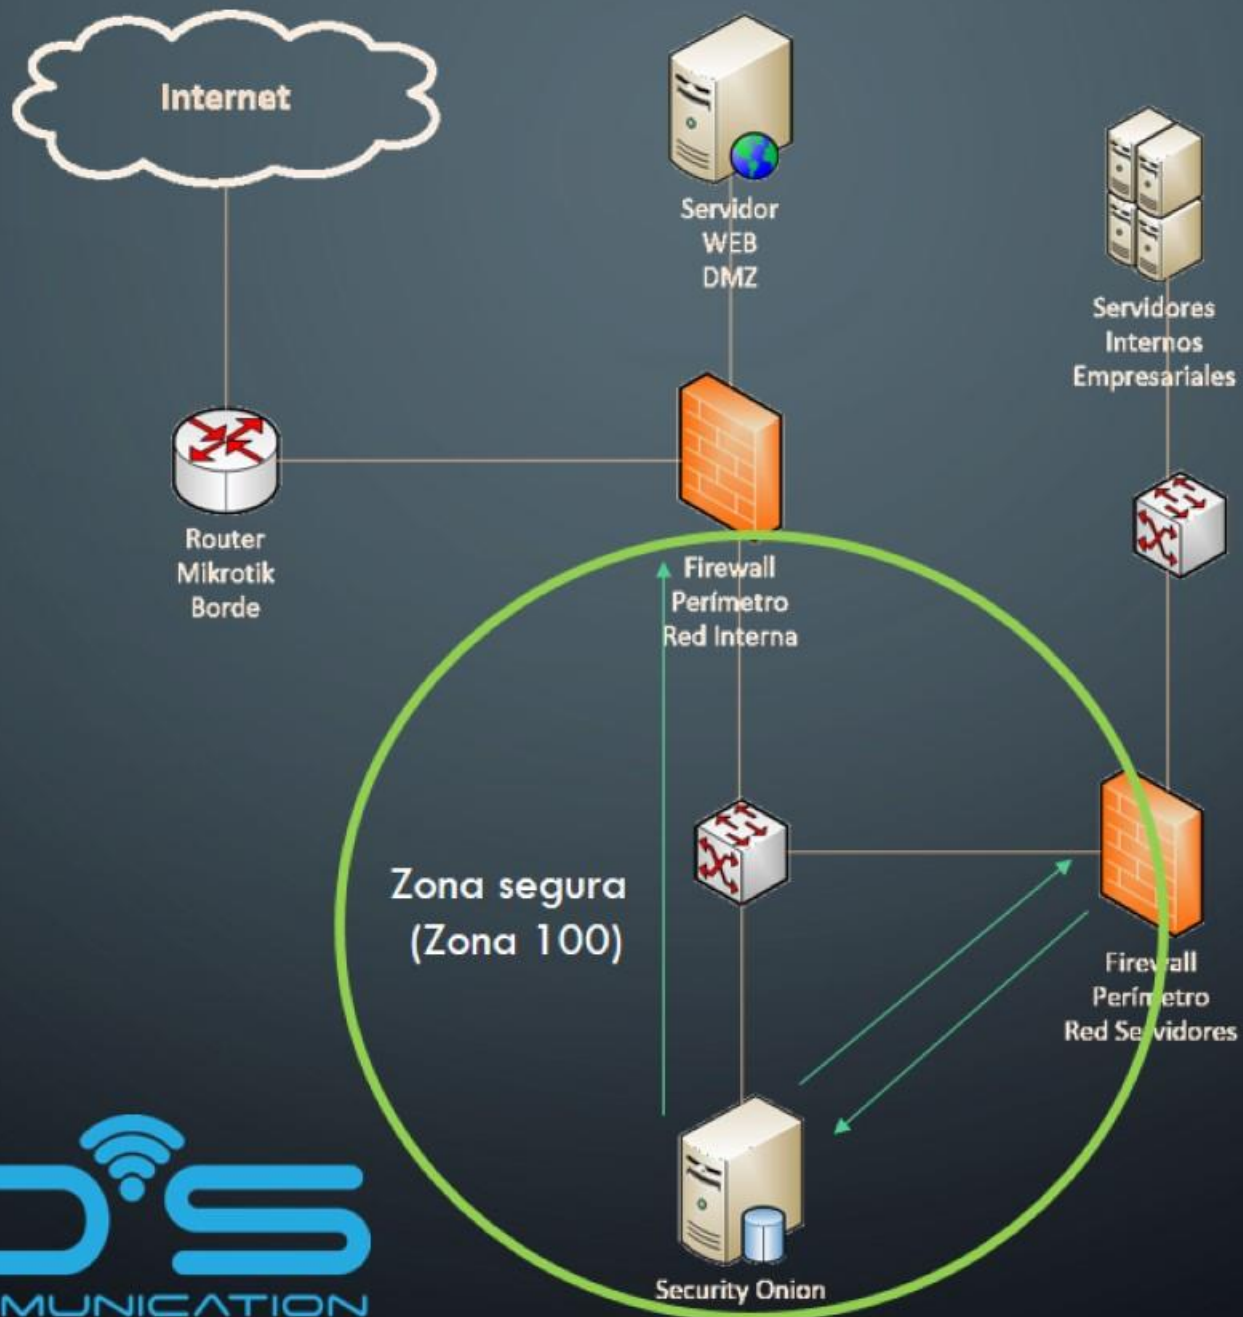 Internet
Servidor
WEB
DMZ
Servidores
Internos
Empresariales
Router
Mikrotik
Borde
Firewall
Perímetro
Red Interna
Zona segura
(Zona 100)
Firewall
Perímetro
Red Servidores
Security Onion
D'S
MUNICATION